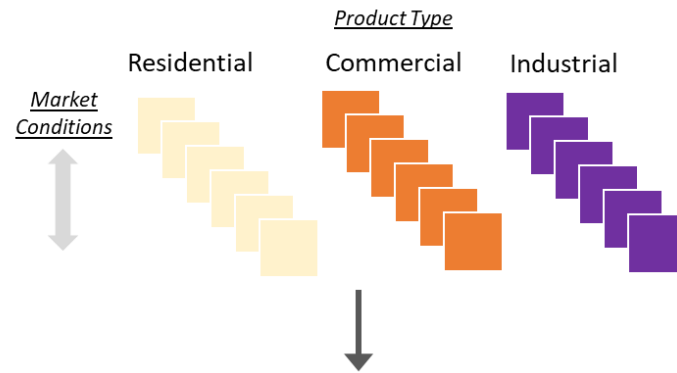 Product Type
Residential Commercial Industrial
Market
Conditions